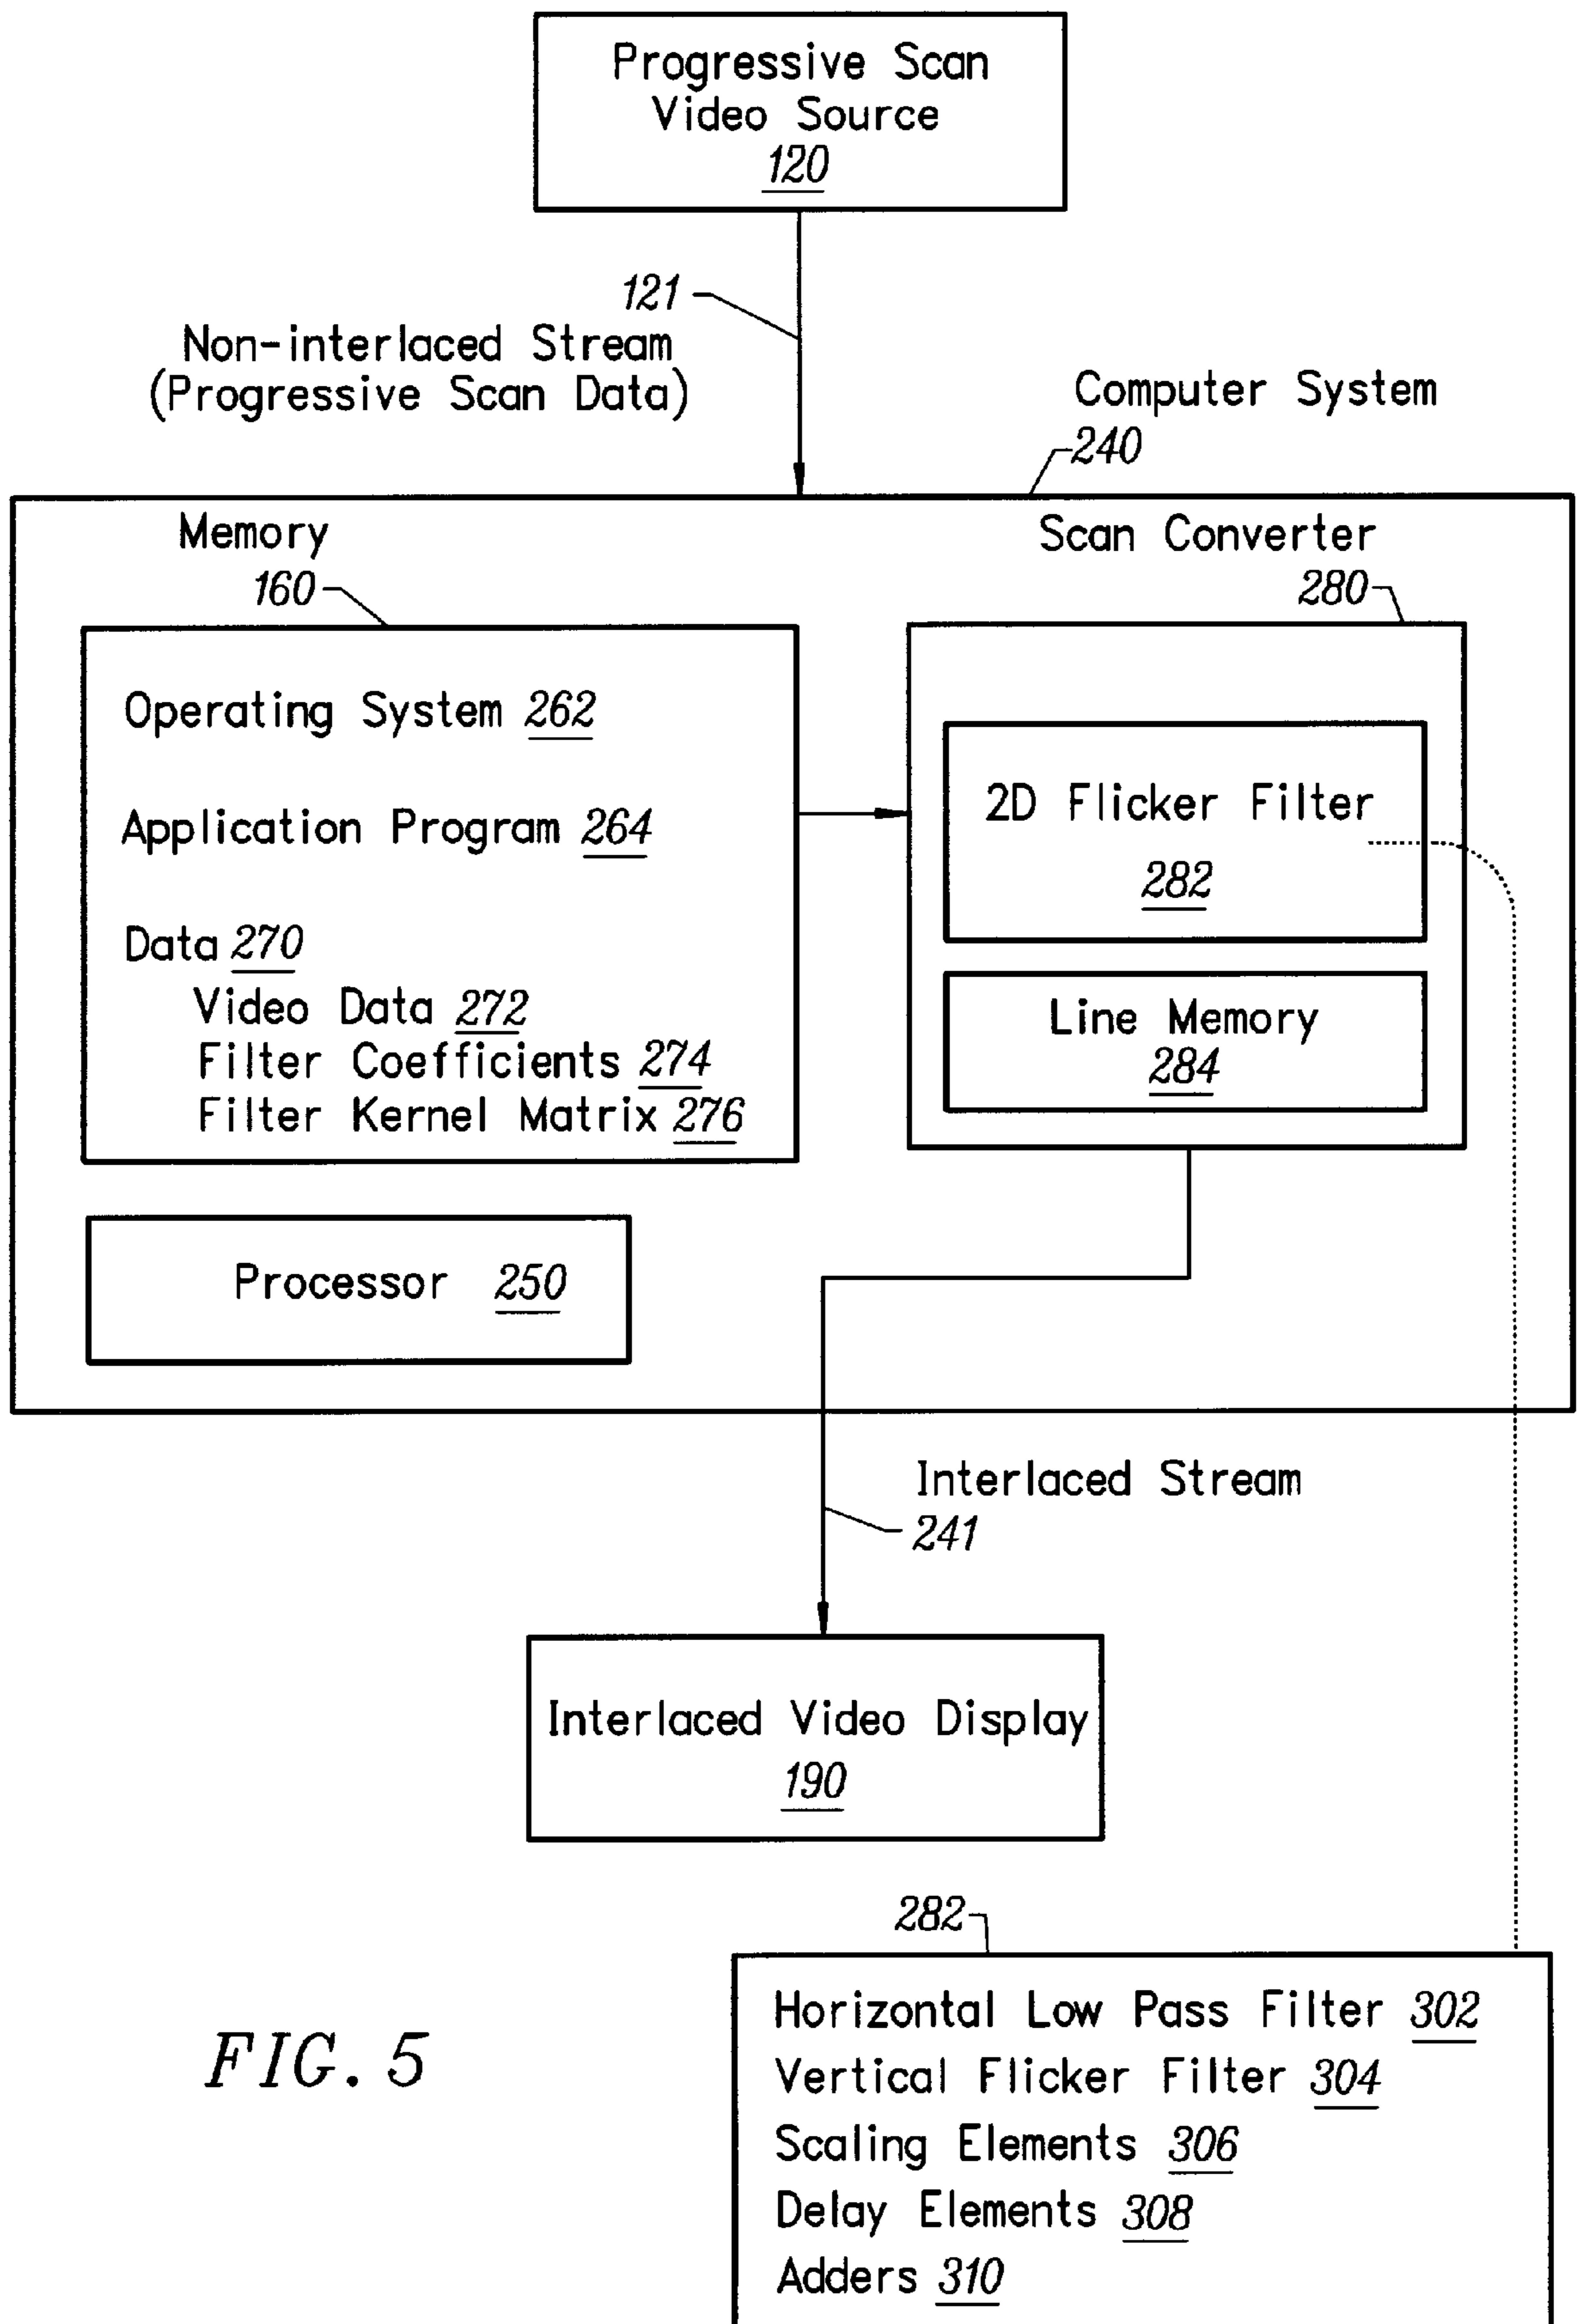 Progressive Scan
Video Source
120
121
Non-interlaced Stream
(Progressive Scan Data)
Computer System
240
Memory
160
Scan Converter
280
Operating System 262
Application Program 264
Data 270
Video Data 272
Filter Coefficients 274
Filter Kernel Matrix 276
2D Flicker Filter
282
Line Memory
284
Processor 250
Interlaced Stream
241
Interlaced Video Display
190
282
Horizontal Low Pass Filter 302
Vertical Flicker Filter 304
Scaling Elements 306
Delay Elements 308
Adders 310
FIG. 5